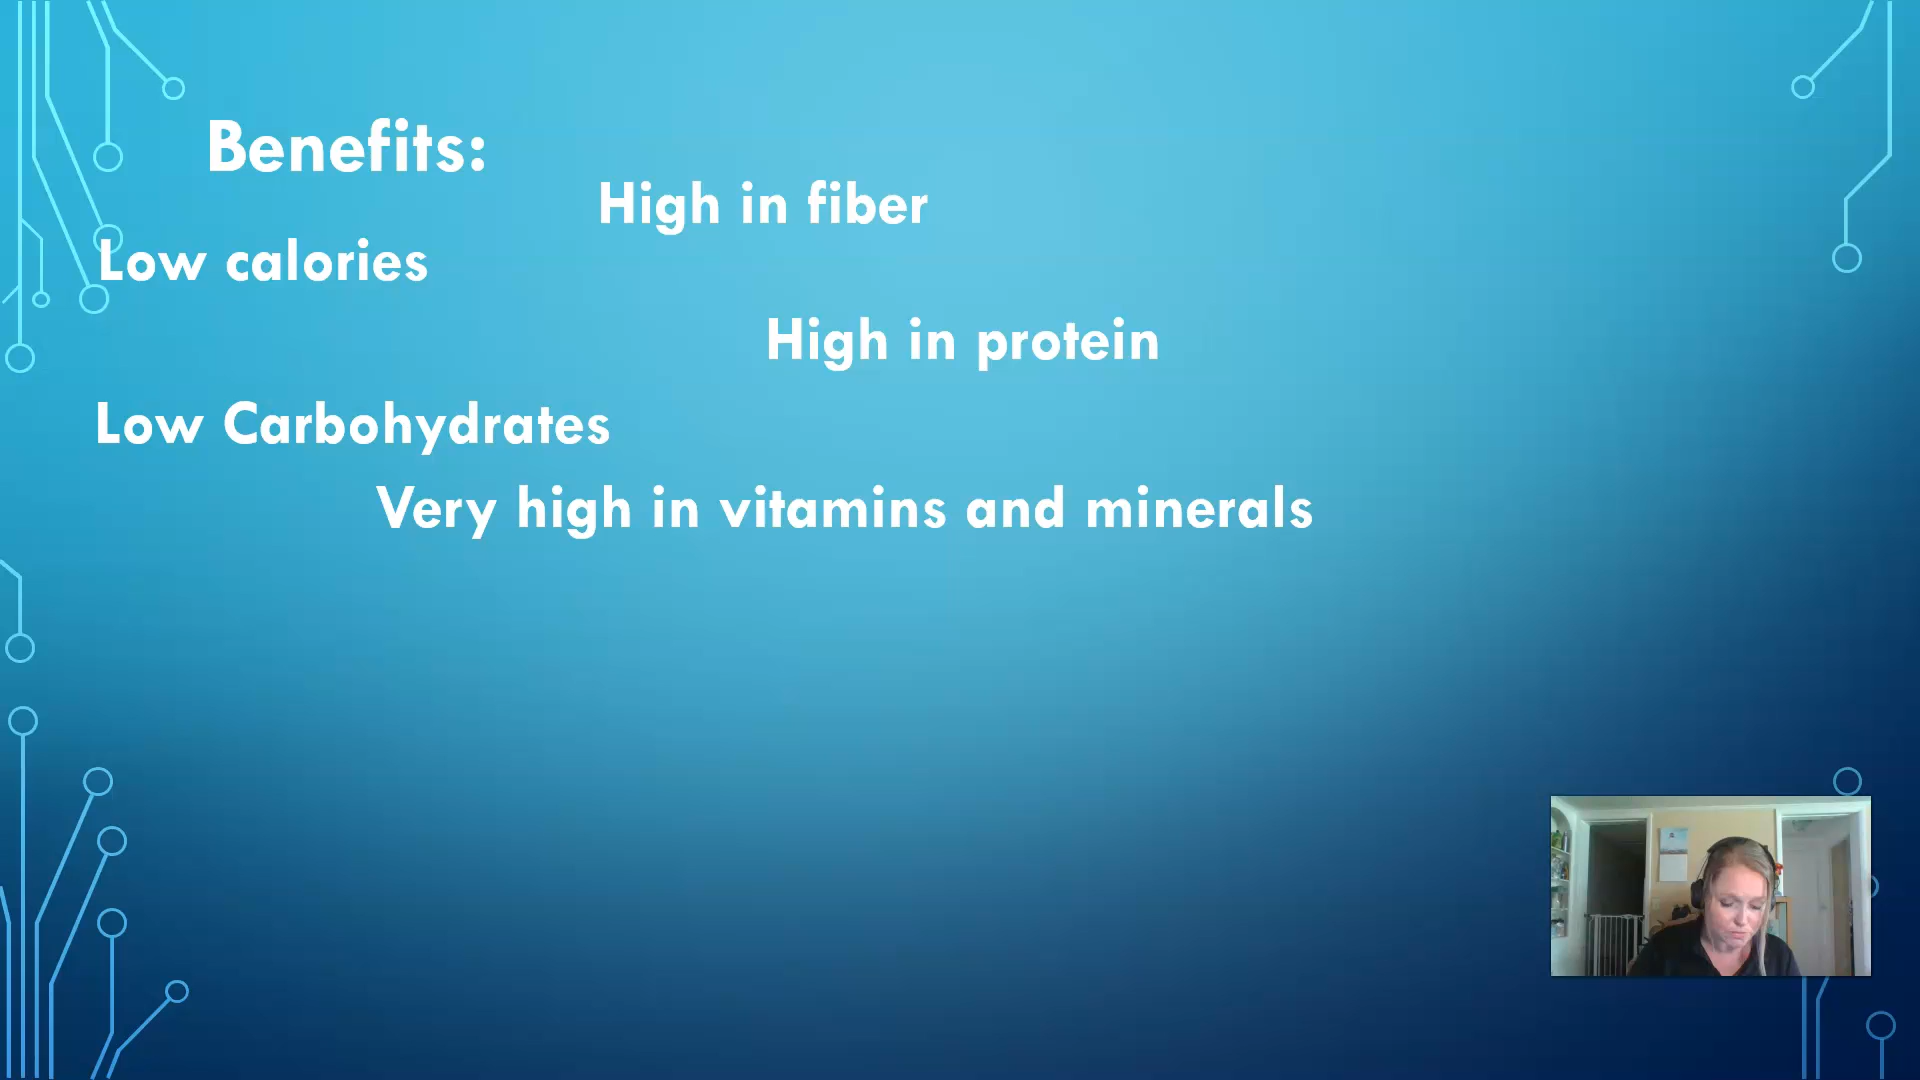 Benefits:
High in fiber
Low calories
High in protein
Low Carbohydrates
Very high in vitamins and minerals